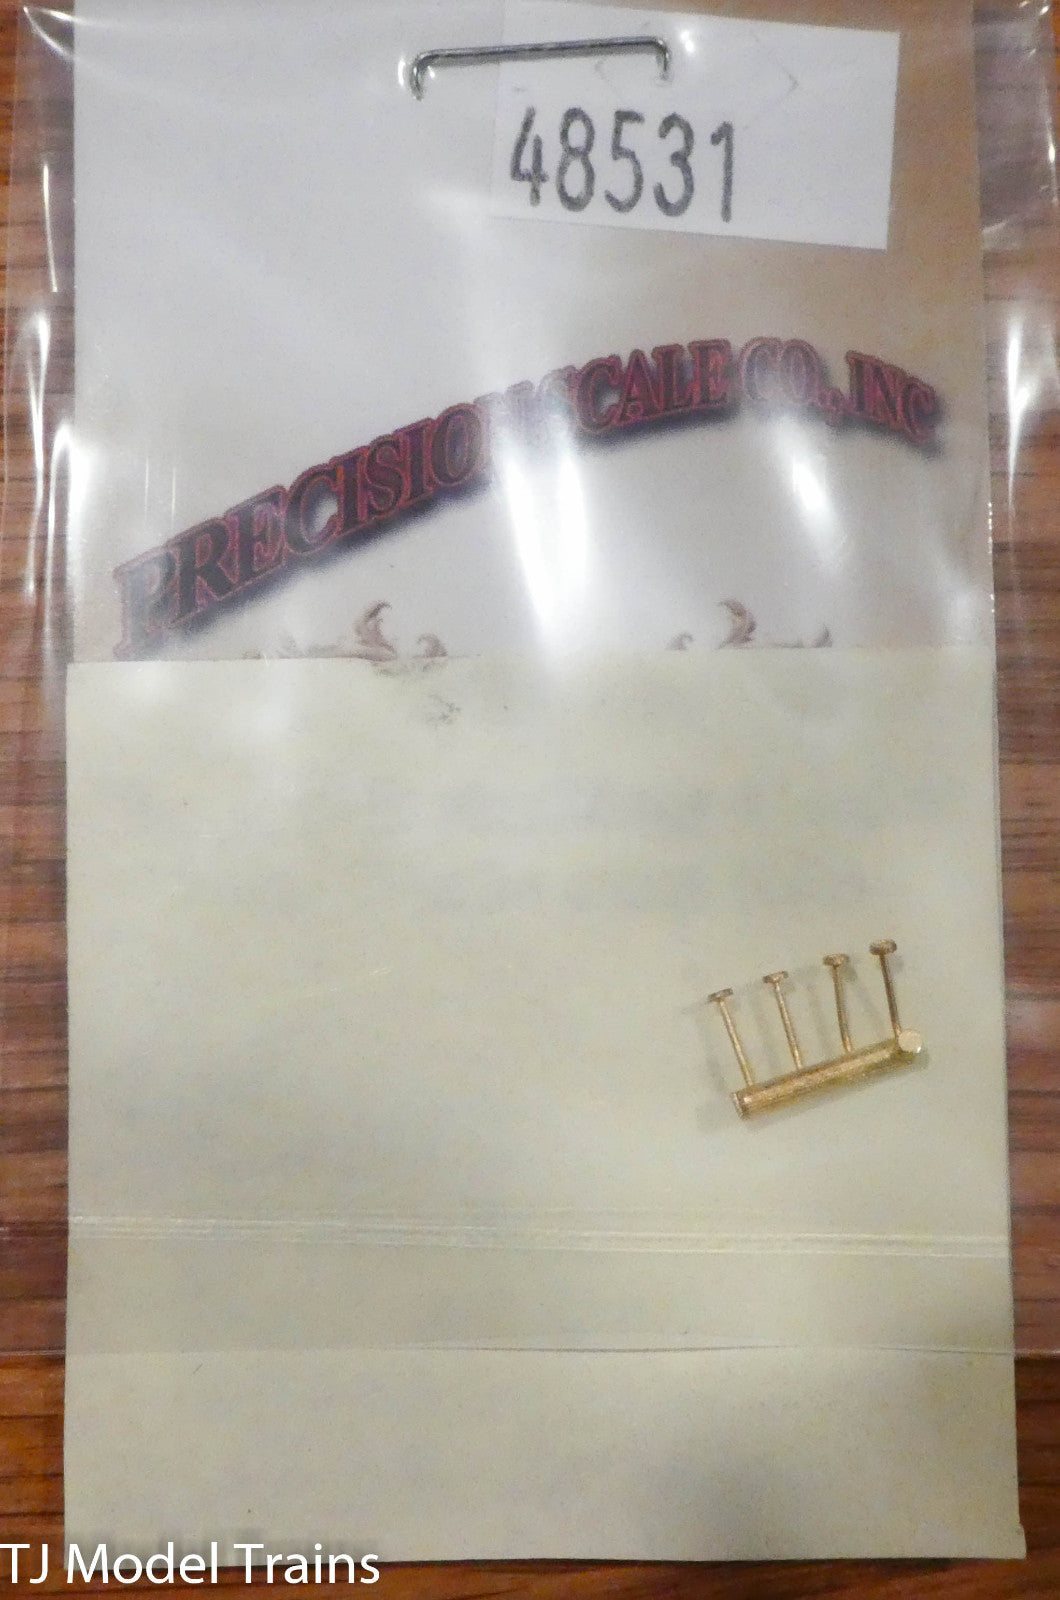 48531
PRECISION SCALE CO., INC
TJ Model Trains